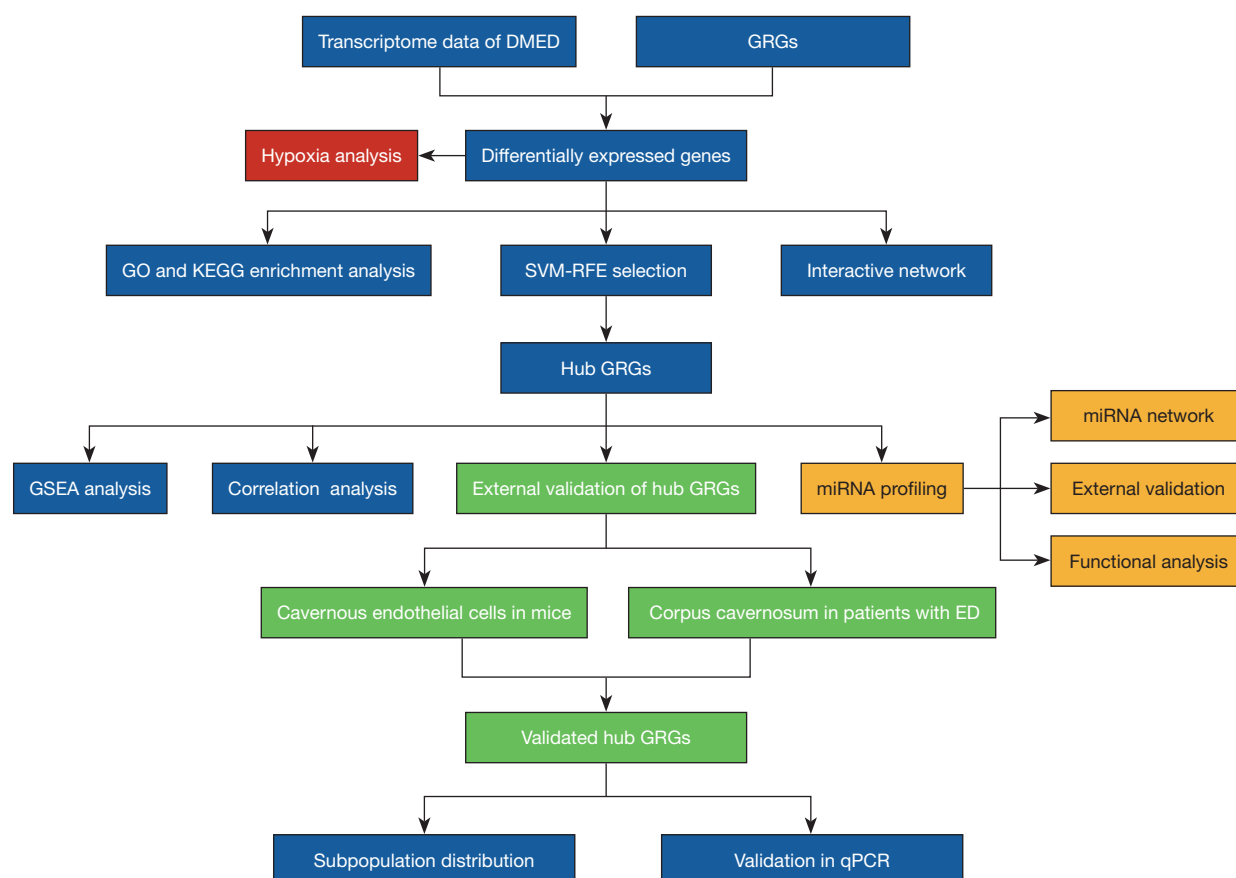 Transcriptome data of DMED
GRGs
Hypoxia analysis
Differentially expressed genes
GO and KEGG enrichment analysis
SVM-RFE selection
Interactive network
Hub GRGs
miRNA network
GSEA analysis
Correlation analysis
External validation of hub GRGs
miRNA profiling
External validation
Functional analysis
Cavernous endothelial cells in mice
Corpus cavernosum in patients with ED
Validated hub GRGs
Subpopulation distribution
Validation in qPCR